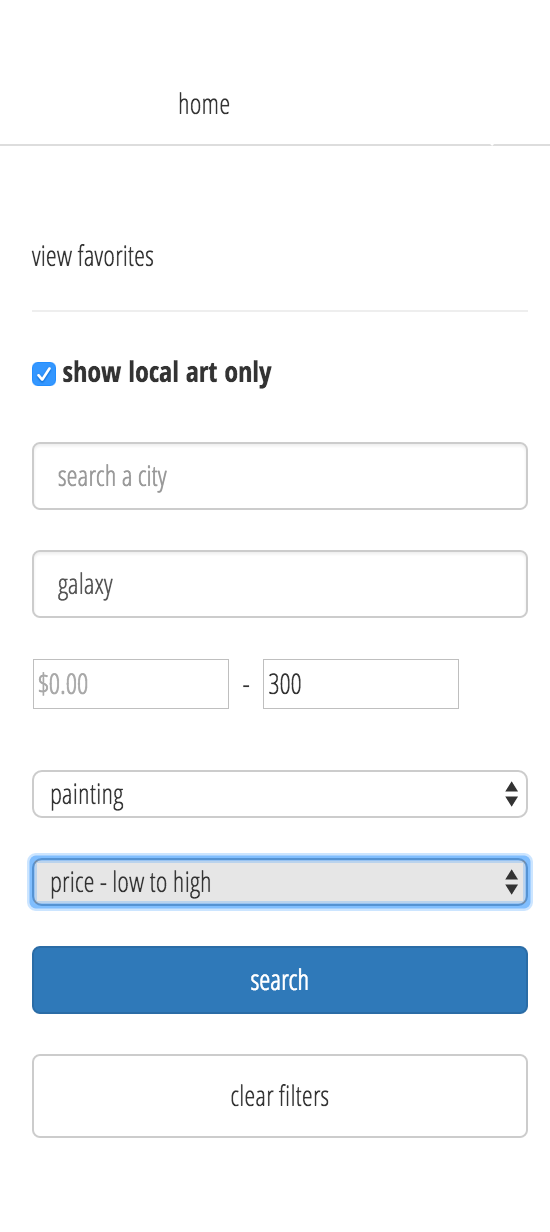 home
view favorites
show local art only
search a city
galaxy
$0.00 - 300
painting
price - low to high
search
clear filters